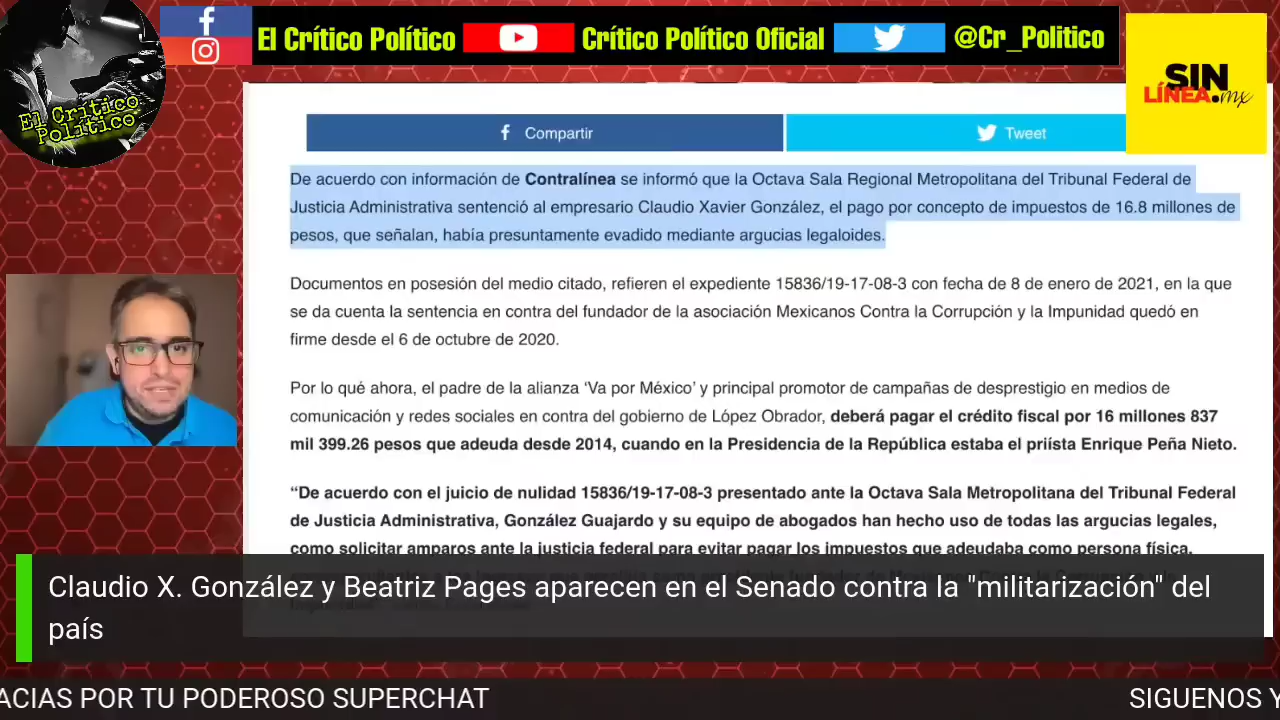 El Crítico Político
Crítico Político Oficial
@Cr_Politico
El Crítico
Político
SIN
LÍNEA.mx
Compartir
Tweet
De acuerdo con información de Contralínea se informó que la Octava Sala Regional Metropolitana del Tribunal Federal de
Justicia Administrativa sentenció al empresario Claudio Xavier González, el pago por concepto de impuestos de 16.8 millones de
pesos, que señalan, había presuntamente evadido mediante argucias legaloides.
Documentos en posesión del medio citado, refieren el expediente 15836/19-17-08-3 con fecha de 8 de enero de 2021, en la que
se da cuenta la sentencia en contra del fundador de la asociación Mexicanos Contra la Corrupción y la Impunidad quedó en
firme desde el 6 de octubre de 2020.
Por lo qué ahora, el padre de la alianza ‘Va por México’ y principal promotor de campañas de desprestigio en medios de
comunicación y redes sociales en contra del gobierno de López Obrador, deberá pagar el crédito fiscal por 16 millones 837
mil 399.26 pesos que adeuda desde 2014, cuando en la Presidencia de la República estaba el priísta Enrique Peña Nieto.
“De acuerdo con el juicio de nulidad 15836/19-17-08-3 presentado ante la Octava Sala Metropolitana del Tribunal Federal
de Justicia Administrativa, González Guajardo y su equipo de abogados han hecho uso de todas las argucias legales,
como solicitar amparos ante la justicia federal para evitar pagar los impuestos que adeudaba como persona física,
Claudio X. González y Beatriz Pages aparecen en el Senado contra la "militarización" del
país
ACIAS POR TU PODEROSO SUPERCHAT
SIGUENOS Y